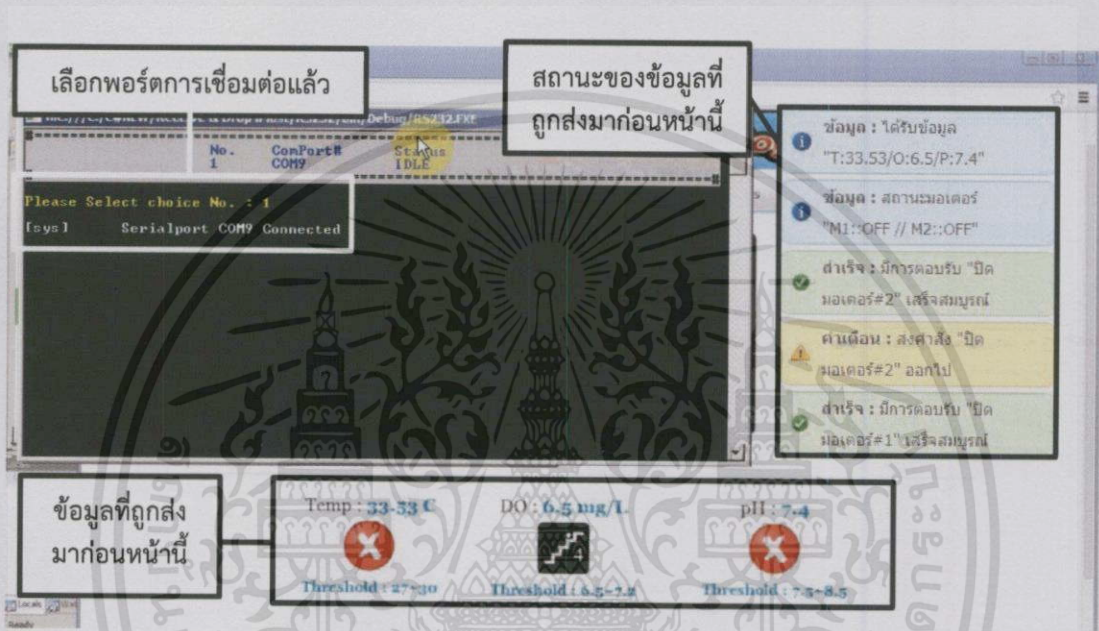 เลือกพอร์ตการเชื่อมต่อแล้ว
สถานะของข้อมูลที่
ถูกส่งมาก่อนหน้านี้
No. ComPort# Status
1 COM9 IDLE
Please Select choice No. : 1
[sys] Serialport COM9 Connected
ข้อมูล : ได้รับข้อมูล
"T:33.53/O:6.5/P:7.4"
ข้อมูล : สถานะมอเตอร์
"M1::OFF // M2::OFF"
สำเร็จ : มีการตอบรับ "ปิด
มอเตอร์#2" เสร็จสมบูรณ์
คำเตือน : ส่งคำสั่ง "ปิด
มอเตอร์#2" ออกไป
สำเร็จ : มีการตอบรับ "ปิด
มอเตอร์#1" เสร็จสมบูรณ์
ข้อมูลที่ถูกส่ง
มาก่อนหน้านี้
Temp : 33.53 C DO : 6.5 mg/L pH : 7.4
Threshold : 27~30 Threshold : 6.5~7.2 Threshold : 7.5~8.5
Locals
Ready